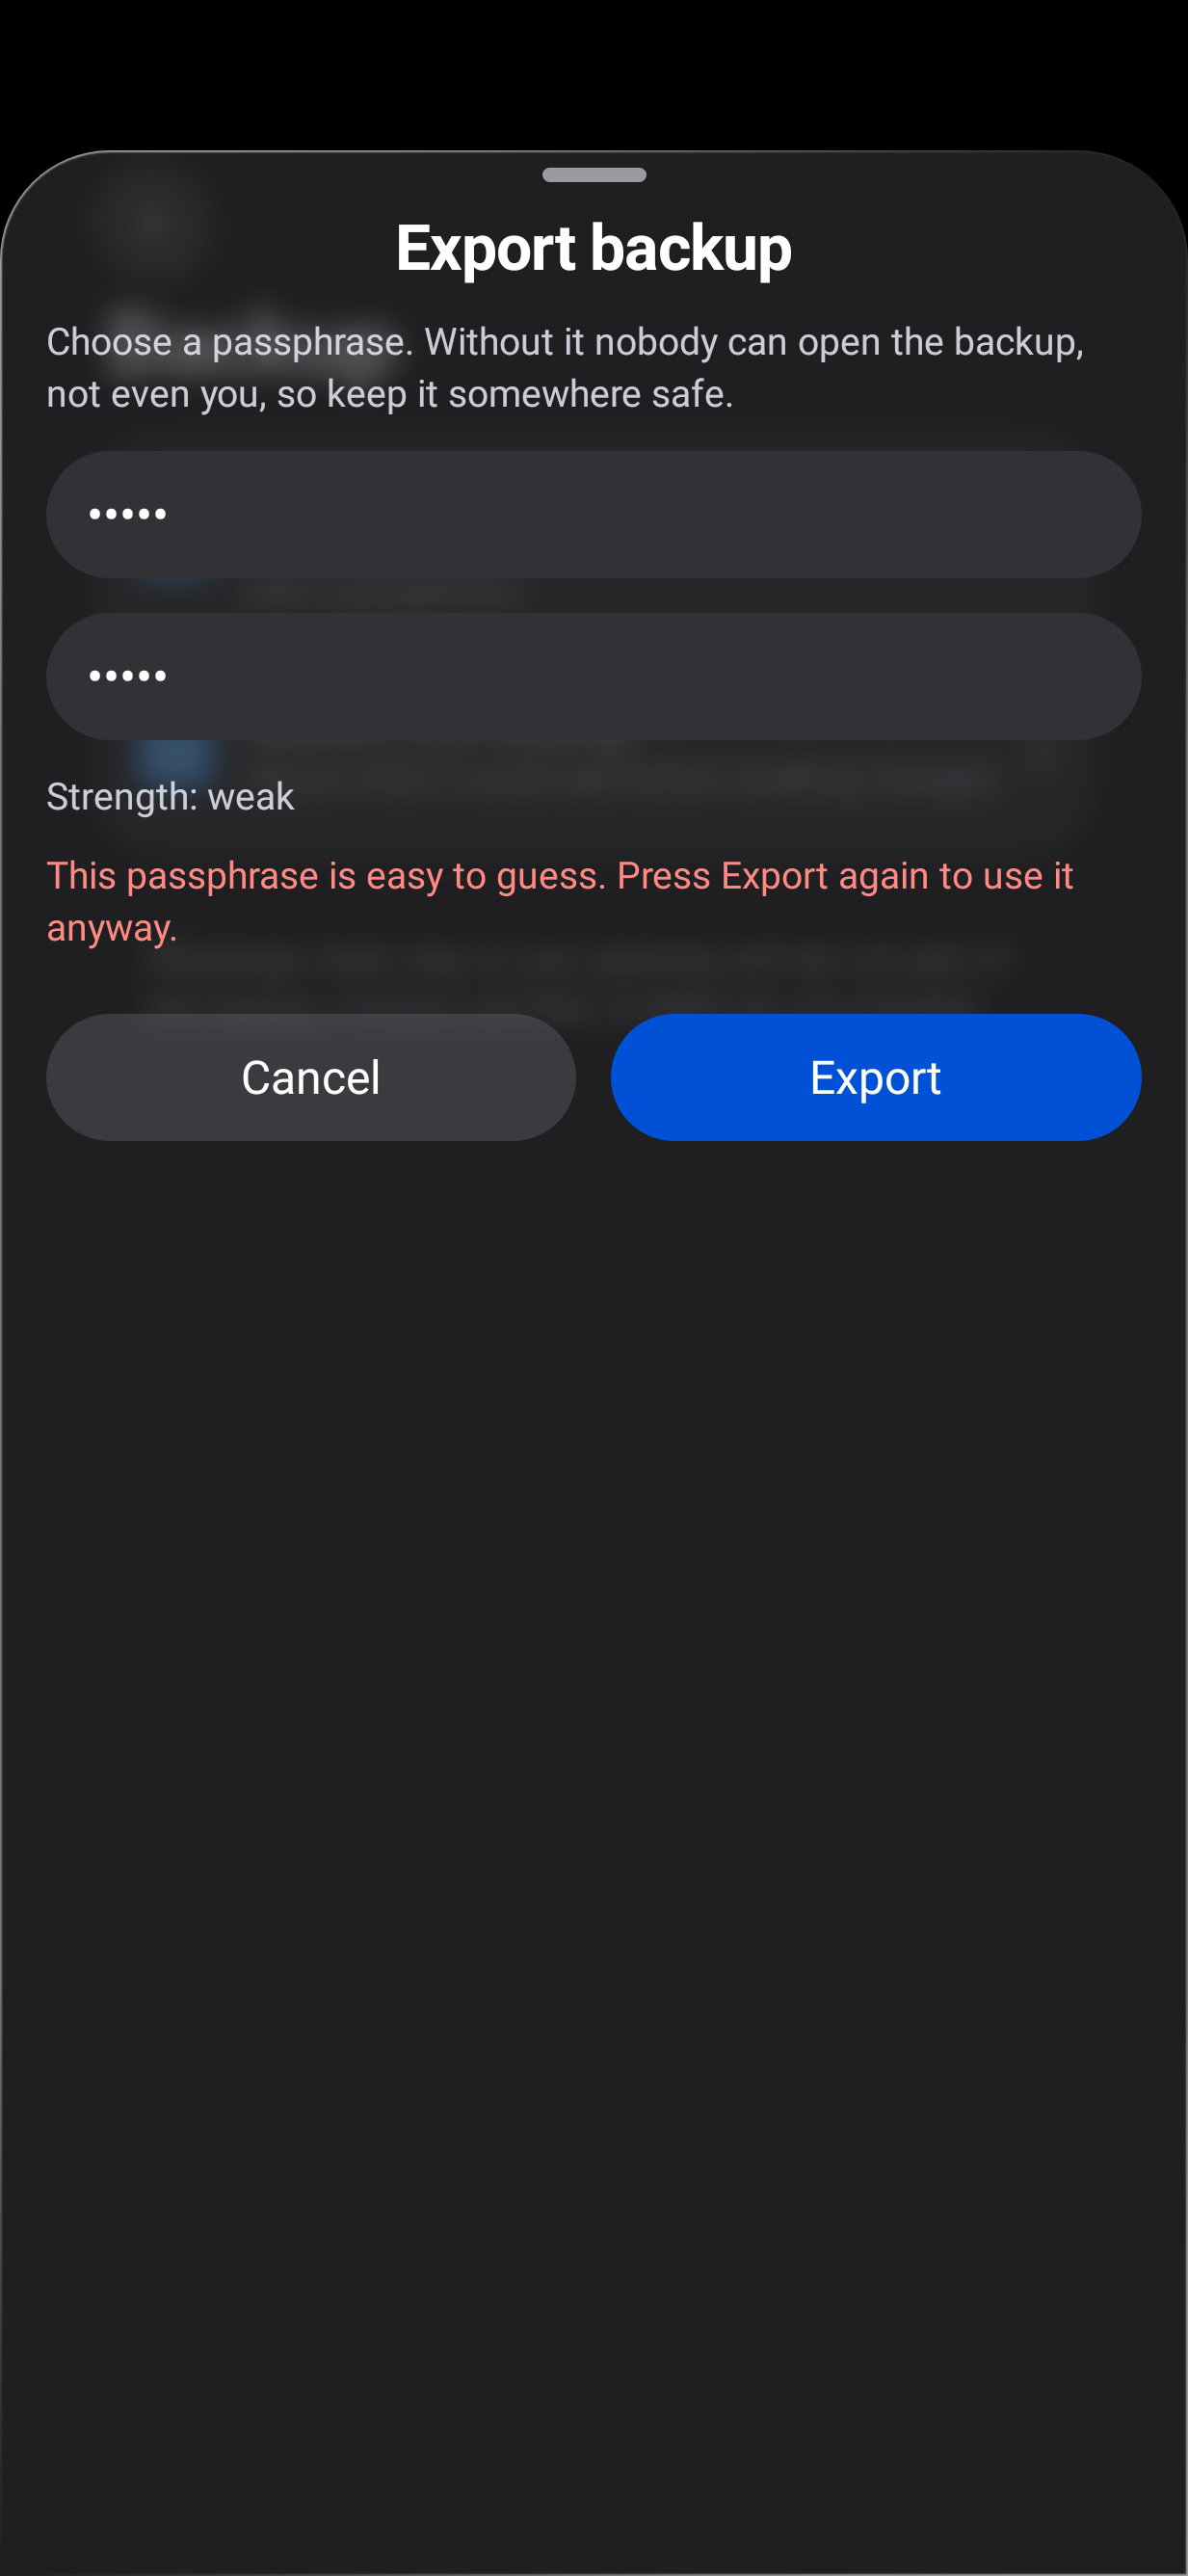 Export backup
Choose a passphrase. Without it nobody can open the backup,
not even you, so keep it somewhere safe.
•••••
•••••
Strength: weak
This passphrase is easy to guess. Press Export again to use it
anyway.
Cancel
Export